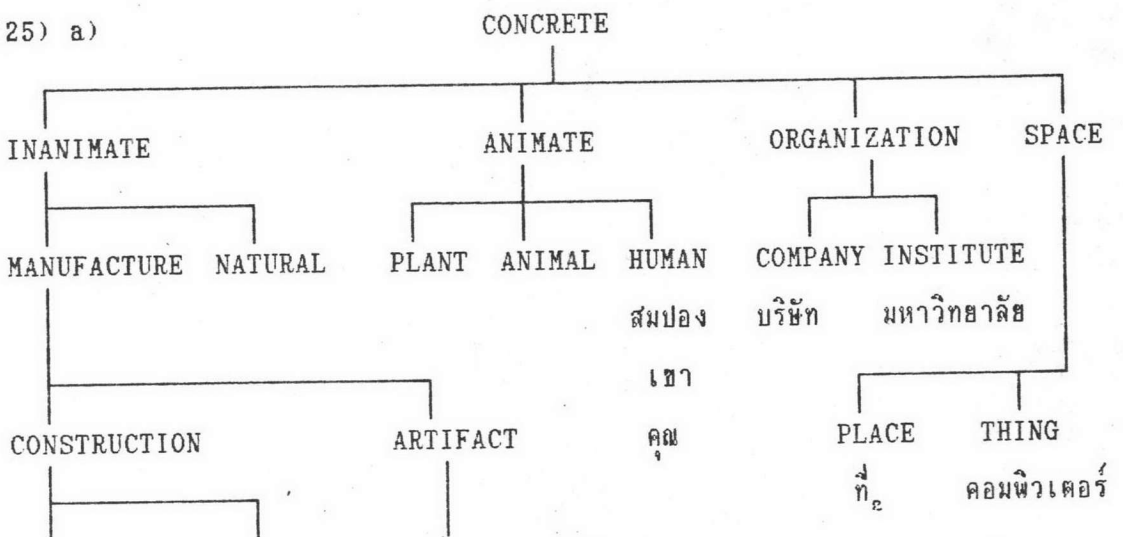 25) a) CONCRETE
INANIMATE ANIMATE ORGANIZATION SPACE
MANUFACTURE NATURAL PLANT ANIMAL HUMAN COMPANY INSTITUTE
สมปอง บริษัท มหาวิทยาลัย
เขา
CONSTRUCTION ARTIFACT คุณ PLACE THING
ที่ คอมพิวเตอร์